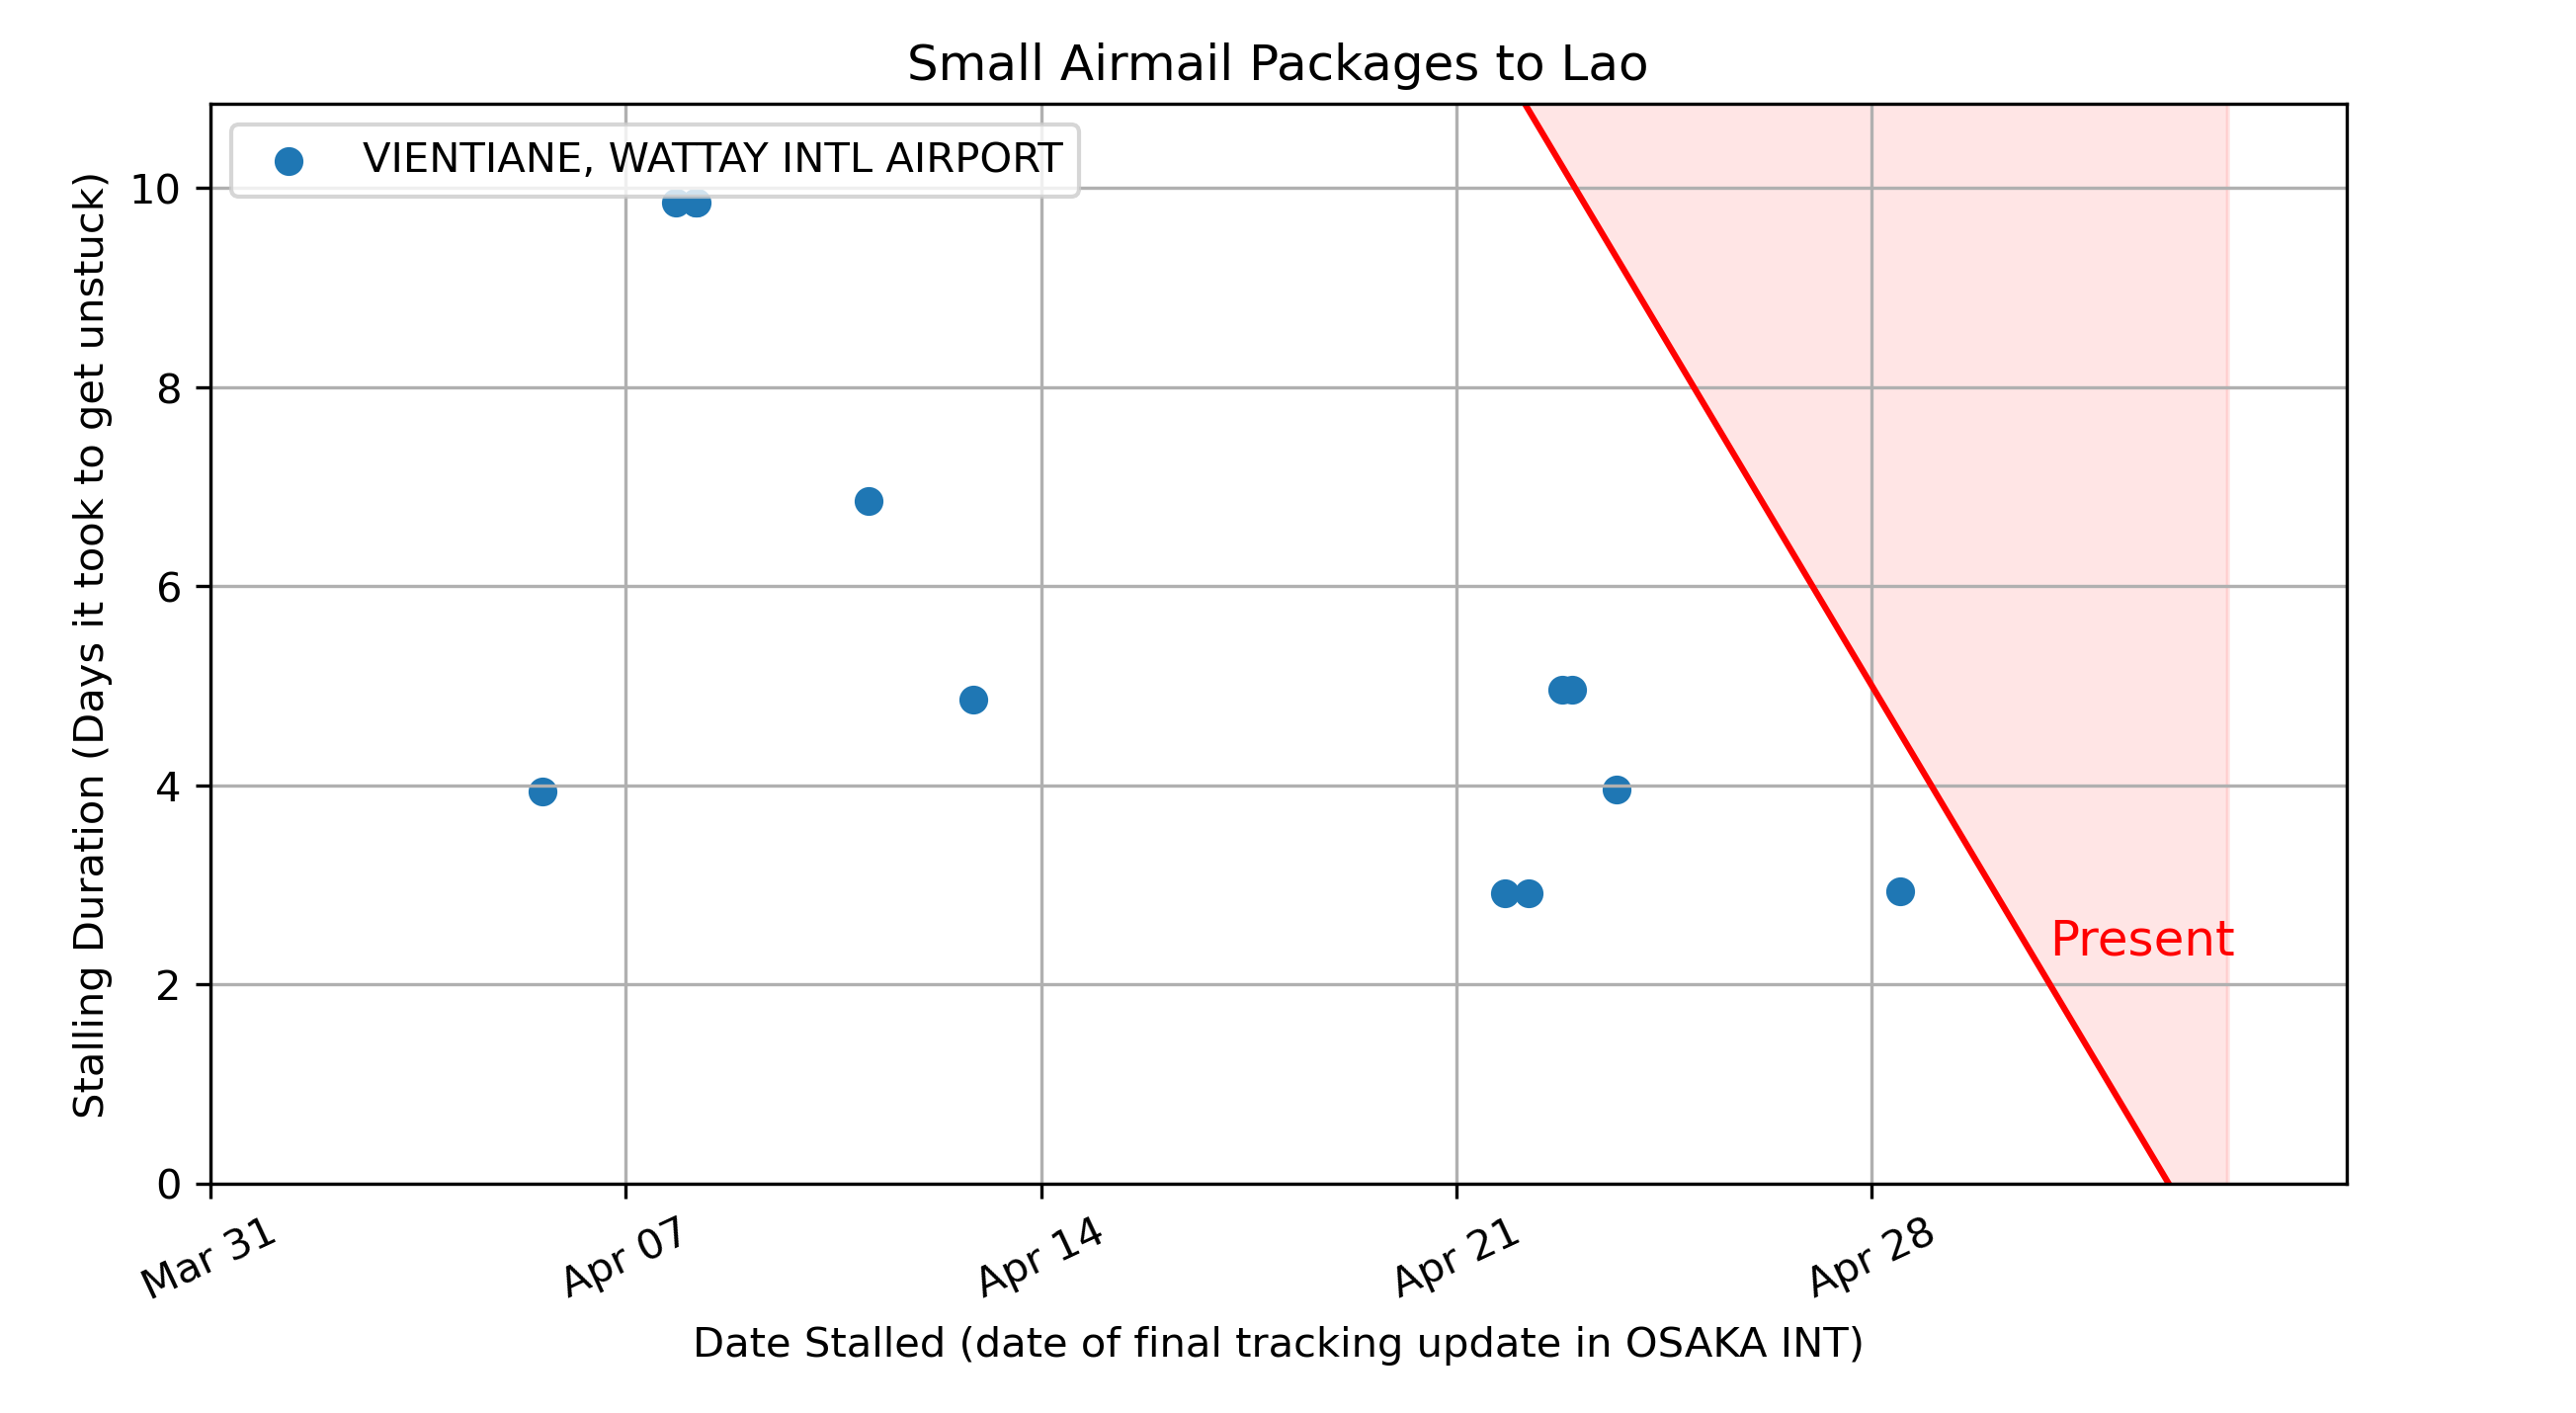 Small Airmail Packages to Lao
VIENTIANE, WATTAY INTL AIRPORT
Stalling Duration (Days it took to get unstuck)
10
8
6
4
2
0
Present
Mar 31
Apr 07
Apr 14
Apr 21
Apr 28
Date Stalled (date of final tracking update in OSAKA INT)